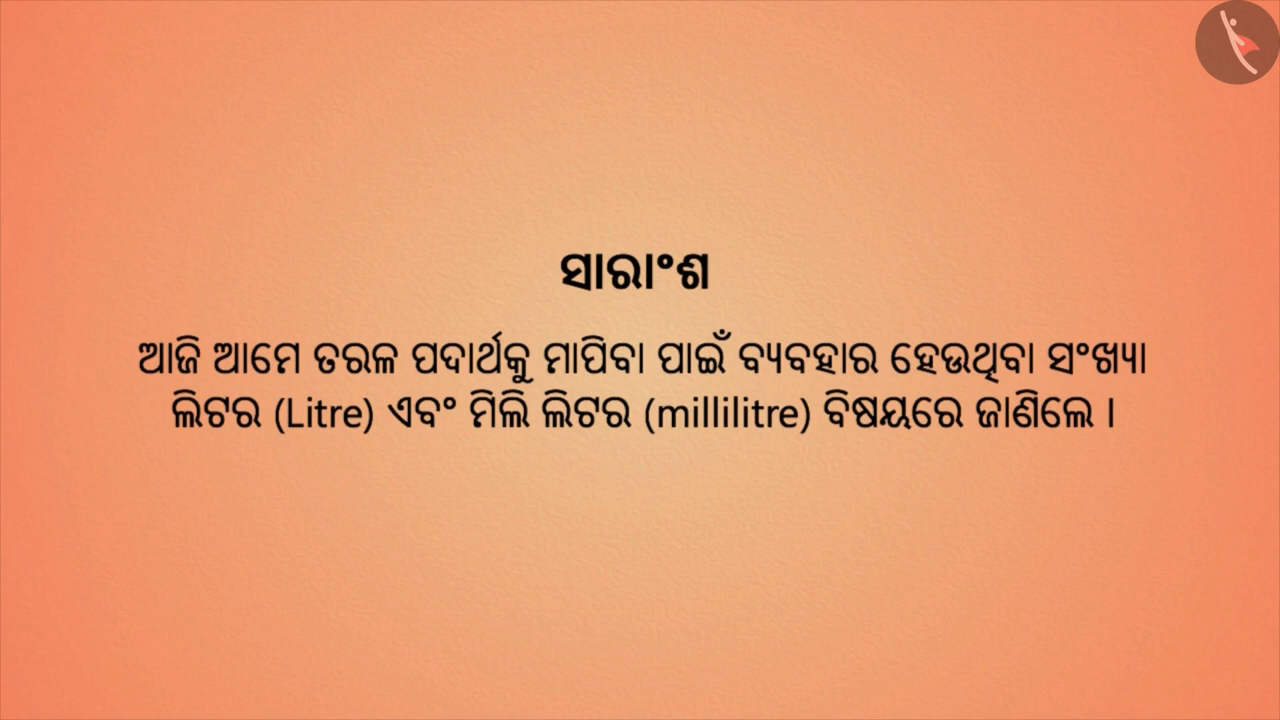 ସାରାଂଶ
ଆଜି ଆମେ ତରଳ ପଦାର୍ଥକୁ ମାପିବା ପାଇଁ ବ୍ୟବହାର ହେଉଥିବା ସଂଖ୍ୟା
ଲିଟର (Litre) ଏବଂ ମିଲି ଲିଟର (millilitre) ବିଷୟରେ ଜାଣିଲେ ।